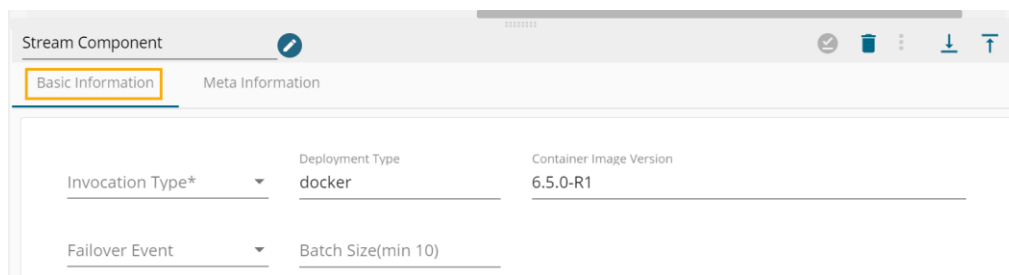 Stream Component
Basic Information Meta Information
Deployment Type Container Image Version
Invocation Type* docker 6.5.0-R1
Failover Event Batch Size(min 10)